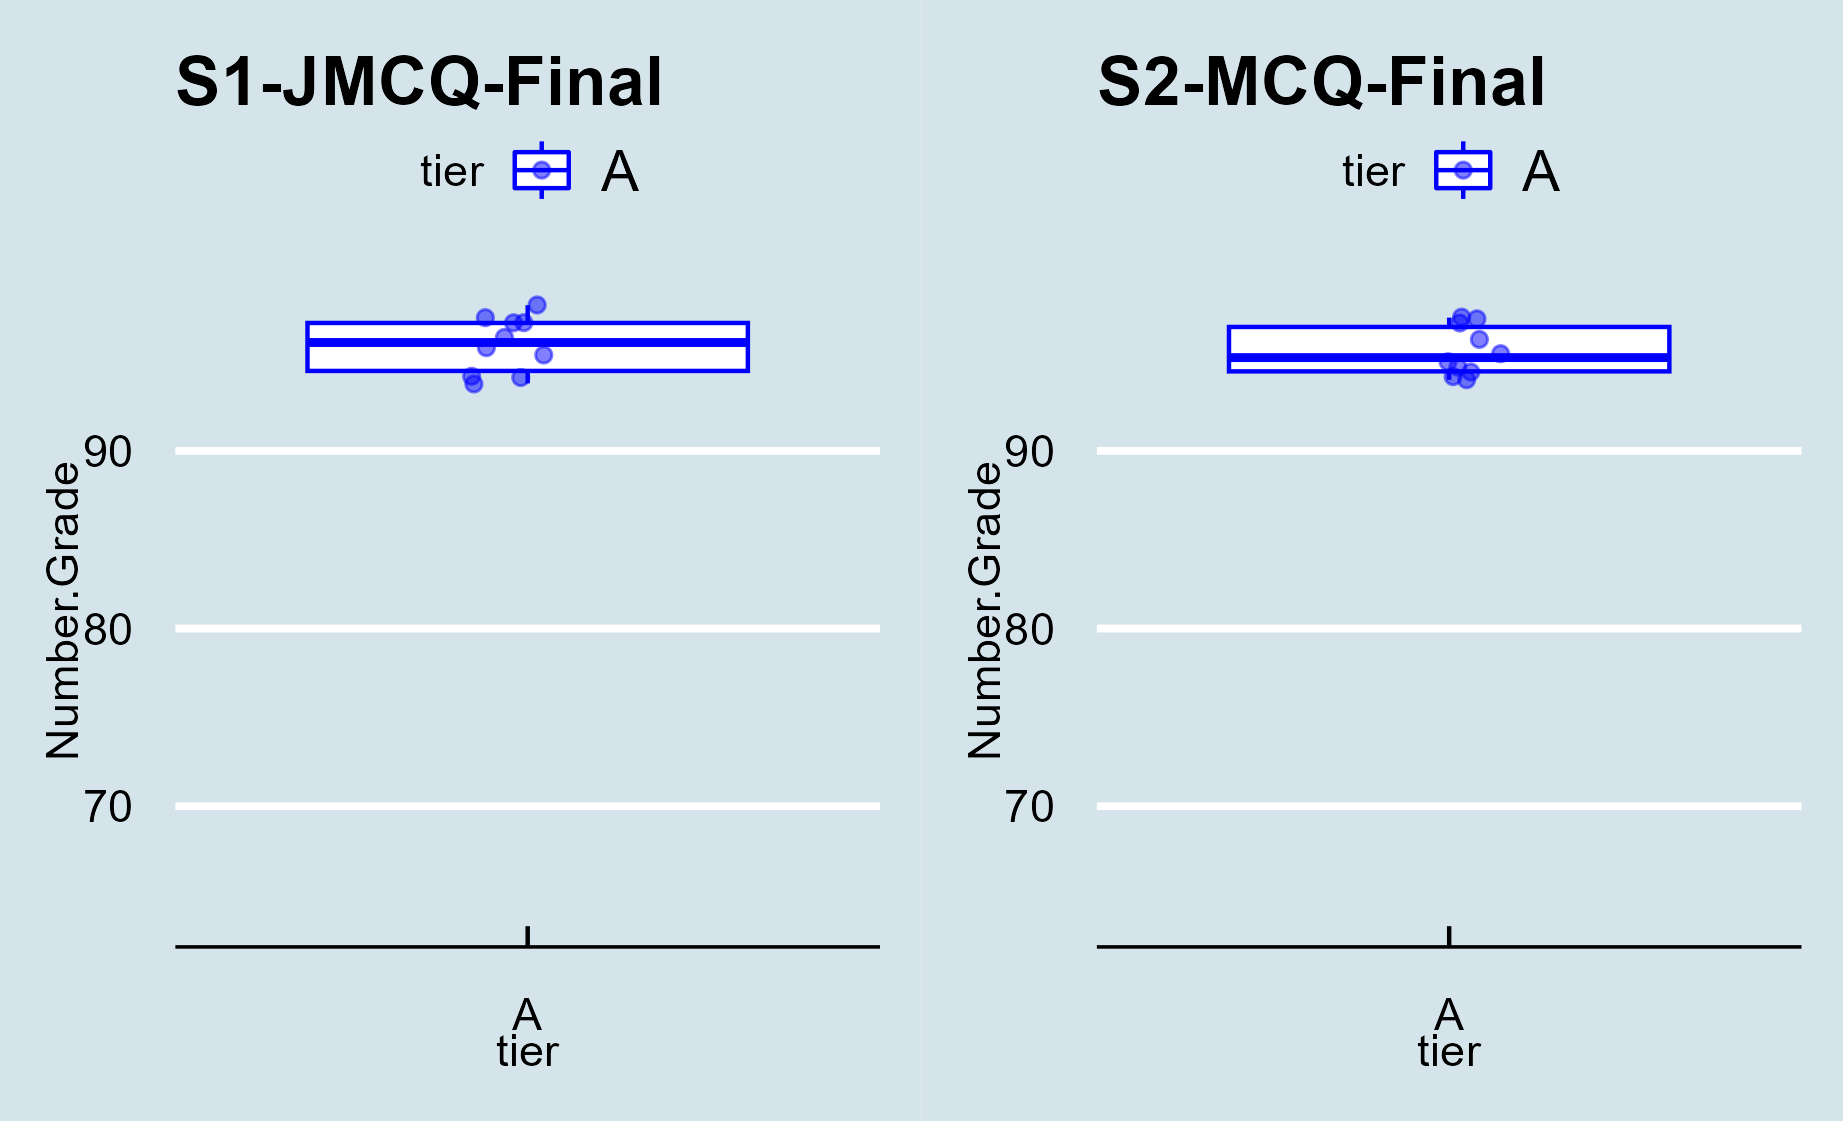 S1-JMCQ-Final
tier A
Number.Grade
90
80
70
A
tier
S2-MCQ-Final
tier A
Number.Grade
90
80
70
A
tier